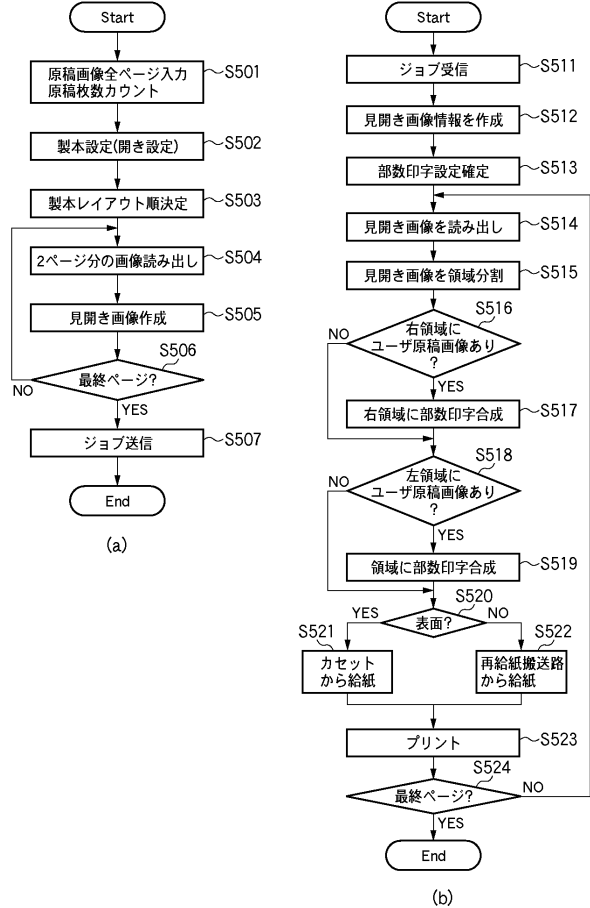 Start
原稿画像全ページ入力
原稿枚数カウント
S501
製本設定(開き設定)
S502
製本レイアウト順決定
S503
2ページ分の画像読み出し
S504
見開き画像作成
S505
S506
最終ページ?
NO
YES
ジョブ送信
S507
End
(a)
Start
ジョブ受信
S511
見開き画像情報を作成
S512
部数印字設定確定
S513
見開き画像を読み出し
S514
見開き画像を領域分割
S515
S516
右領域に
ユーザ原稿画像あり
?
NO
YES
右領域に部数印字合成
S517
S518
左領域に
ユーザ原稿画像あり
?
NO
YES
領域に部数印字合成
S519
S520
表面?
YES
NO
S521
カセット
から給紙
S522
再給紙搬送路
から給紙
プリント
S523
S524
最終ページ?
NO
YES
End
(b)